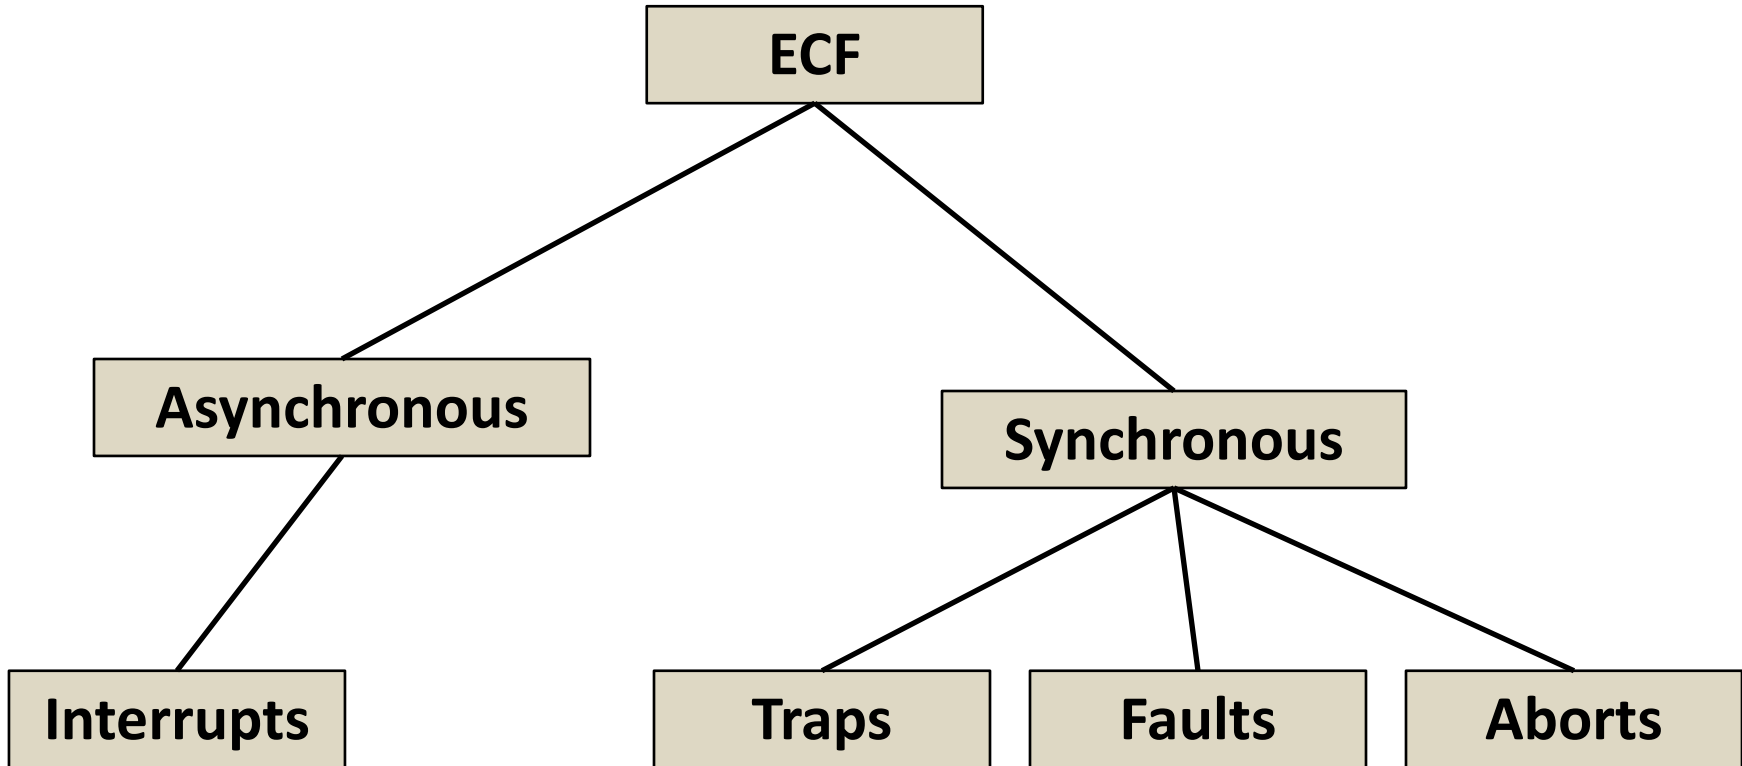 ECF
Asynchronous
Synchronous
Interrupts
Traps
Faults
Aborts